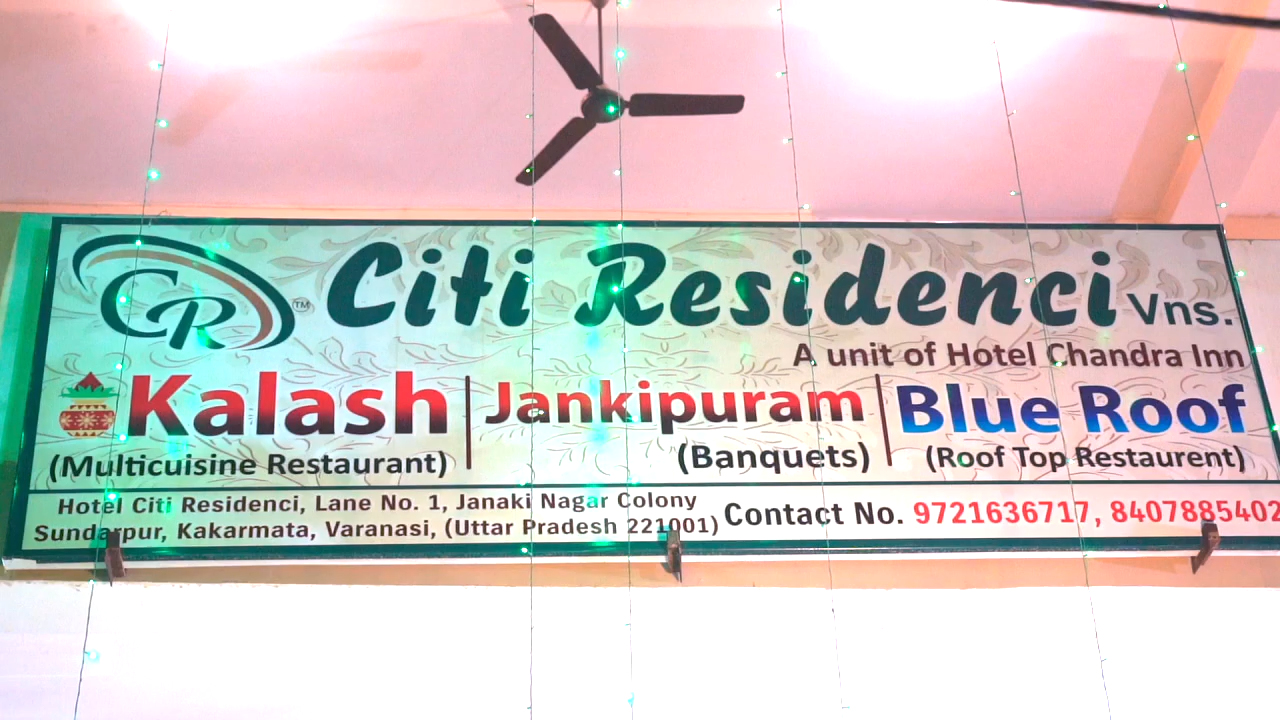 CR TM Citi Residenci Vns.
A unit of Hotel Chandra Inn
Kalash | Jankipuram | Blue Roof
(Multicuisine Restaurant) (Banquets) (Roof Top Restaurent)
Hotel Citi Residenci, Lane No. 1, Janaki Nagar Colony
Sundarpur, Kakarmata, Varanasi, (Uttar Pradesh 221001)
Contact No. 9721636717, 8407885402